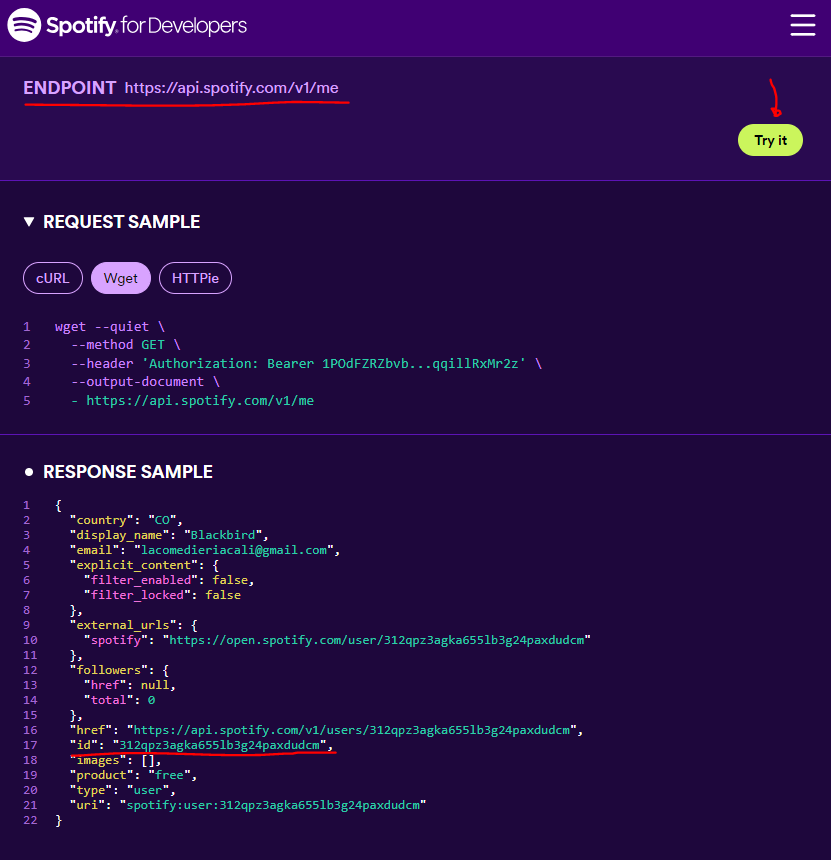 Spotify for Developers
ENDPOINT https://api.spotify.com/v1/me
Try it
▼ REQUEST SAMPLE
cURL Wget HTTPie
1 wget --quiet \
2   --method GET \
3   --header 'Authorization: Bearer 1POdFZRZbvb...qqillRxMr2z' \
4   --output-document \
5   - https://api.spotify.com/v1/me
● RESPONSE SAMPLE
1 {
2   "country": "CO",
3   "display_name": "Blackbird",
4   "email": "lacomedieriacali@gmail.com",
5   "explicit_content": {
6     "filter_enabled": false,
7     "filter_locked": false
8   },
9   "external_urls": {
10     "spotify": "https://open.spotify.com/user/312qpz3agka655lb3g24paxdudcm"
11   },
12   "followers": {
13     "href": null,
14     "total": 0
15   },
16   "href": "https://api.spotify.com/v1/users/312qpz3agka655lb3g24paxdudcm",
17   "id": "312qpz3agka655lb3g24paxdudcm",
18   "images": [],
19   "product": "free",
20   "type": "user",
21   "uri": "spotify:user:312qpz3agka655lb3g24paxdudcm"
22 }